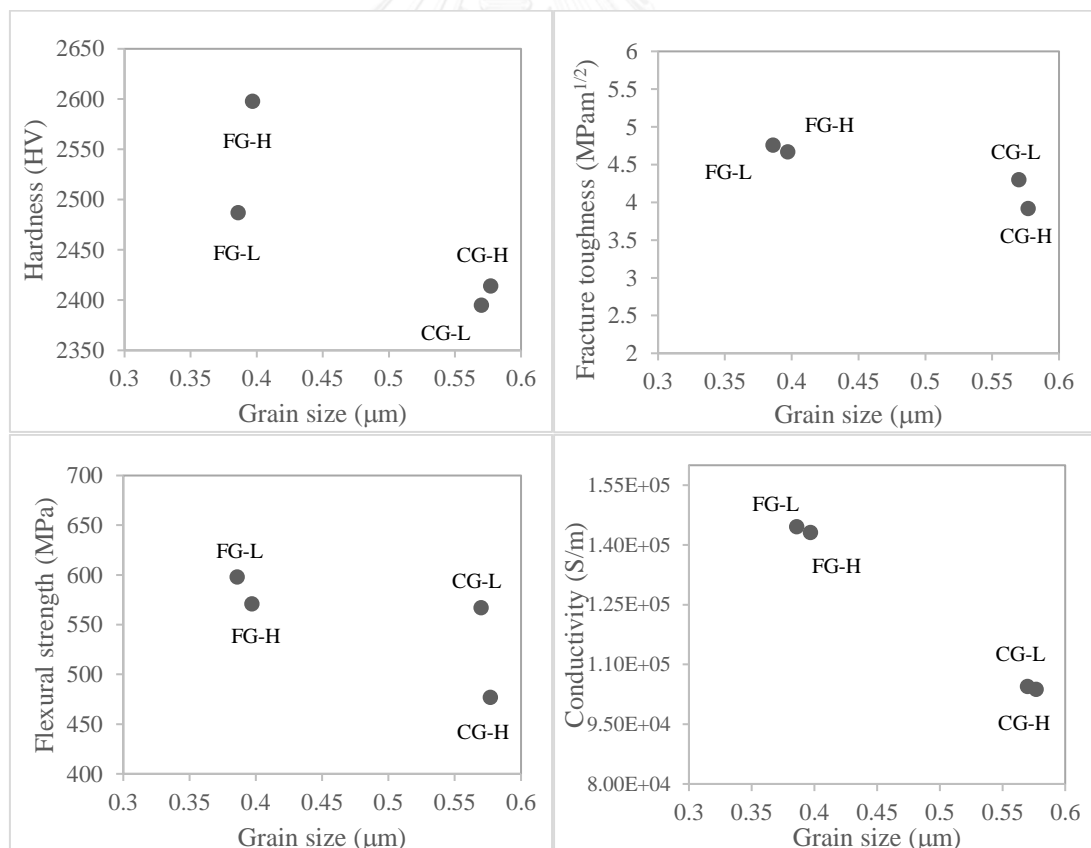 Hardness (HV)
2650
2600
2550
2500
2450
2400
2350
FG-H
FG-L
CG-H
CG-L
0.3 0.35 0.4 0.45 0.5 0.55 0.6
Grain size (μm)
Fracture toughness (MPam1/2)
6
5.5
5
4.5
4
3.5
3
2.5
2
FG-H
FG-L
CG-L
CG-H
0.3 0.35 0.4 0.45 0.5 0.55 0.6
Grain size (μm)
Flexural strength (MPa)
700
650
600
550
500
450
400
FG-L
FG-H
CG-L
CG-H
0.3 0.35 0.4 0.45 0.5 0.55 0.6
Grain size (μm)
Conductivity (S/m)
1.55E+05
1.40E+05
1.25E+05
1.10E+05
9.50E+04
8.00E+04
FG-L
FG-H
CG-L
CG-H
0.3 0.35 0.4 0.45 0.5 0.55 0.6
Grain size (μm)